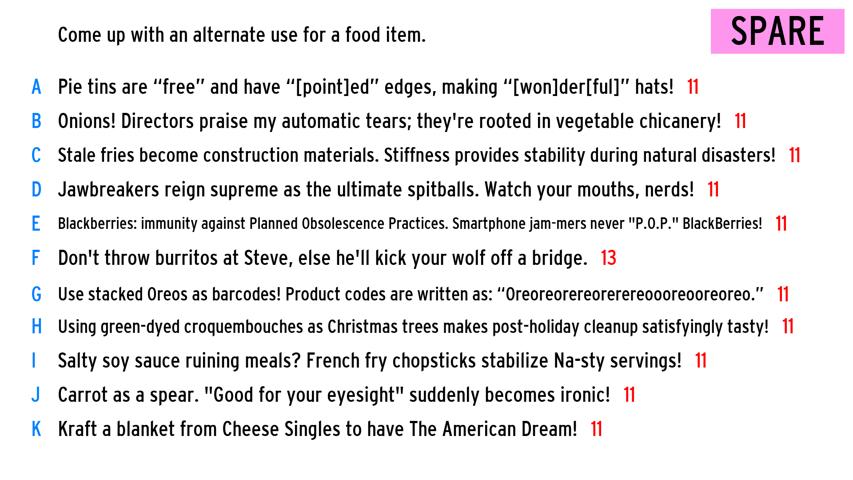 Come up with an alternate use for a food item.
SPARE
A Pie tins are “free” and have “[point]ed” edges, making “[won]der[ful]” hats! 11
B Onions! Directors praise my automatic tears; they're rooted in vegetable chicanery! 11
C Stale fries become construction materials. Stiffness provides stability during natural disasters! 11
D Jawbreakers reign supreme as the ultimate spitballs. Watch your mouths, nerds! 11
E Blackberries: immunity against Planned Obsolescence Practices. Smartphone jam-mers never "P.O.P." BlackBerries! 11
F Don't throw burritos at Steve, else he'll kick your wolf off a bridge. 13
G Use stacked Oreos as barcodes! Product codes are written as: “Oreoreorereorerereoooreooreoreo.” 11
H Using green-dyed croquembouches as Christmas trees makes post-holiday cleanup satisfyingly tasty! 11
I Salty soy sauce ruining meals? French fry chopsticks stabilize Na-sty servings! 11
J Carrot as a spear. "Good for your eyesight" suddenly becomes ironic! 11
K Kraft a blanket from Cheese Singles to have The American Dream! 11